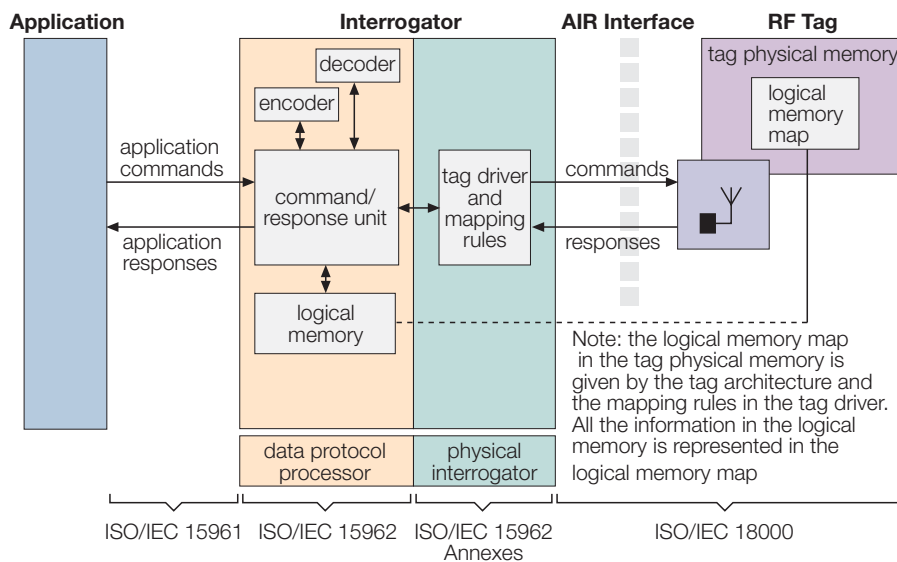 Application
Interrogator
AIR Interface
RF Tag
tag physical memory
decoder
encoder
logical
memory
map
application
commands
command/
response unit
tag driver
and
mapping
rules
commands
application
responses
responses
logical
memory
Note: the logical memory map
in the tag physical memory is
given by the tag architecture and
the mapping rules in the tag driver.
All the information in the logical
memory is represented in the
logical memory map
data protocol
processor
physical
interrogator
ISO/IEC 15961
ISO/IEC 15962
ISO/IEC 15962
Annexes
ISO/IEC 18000